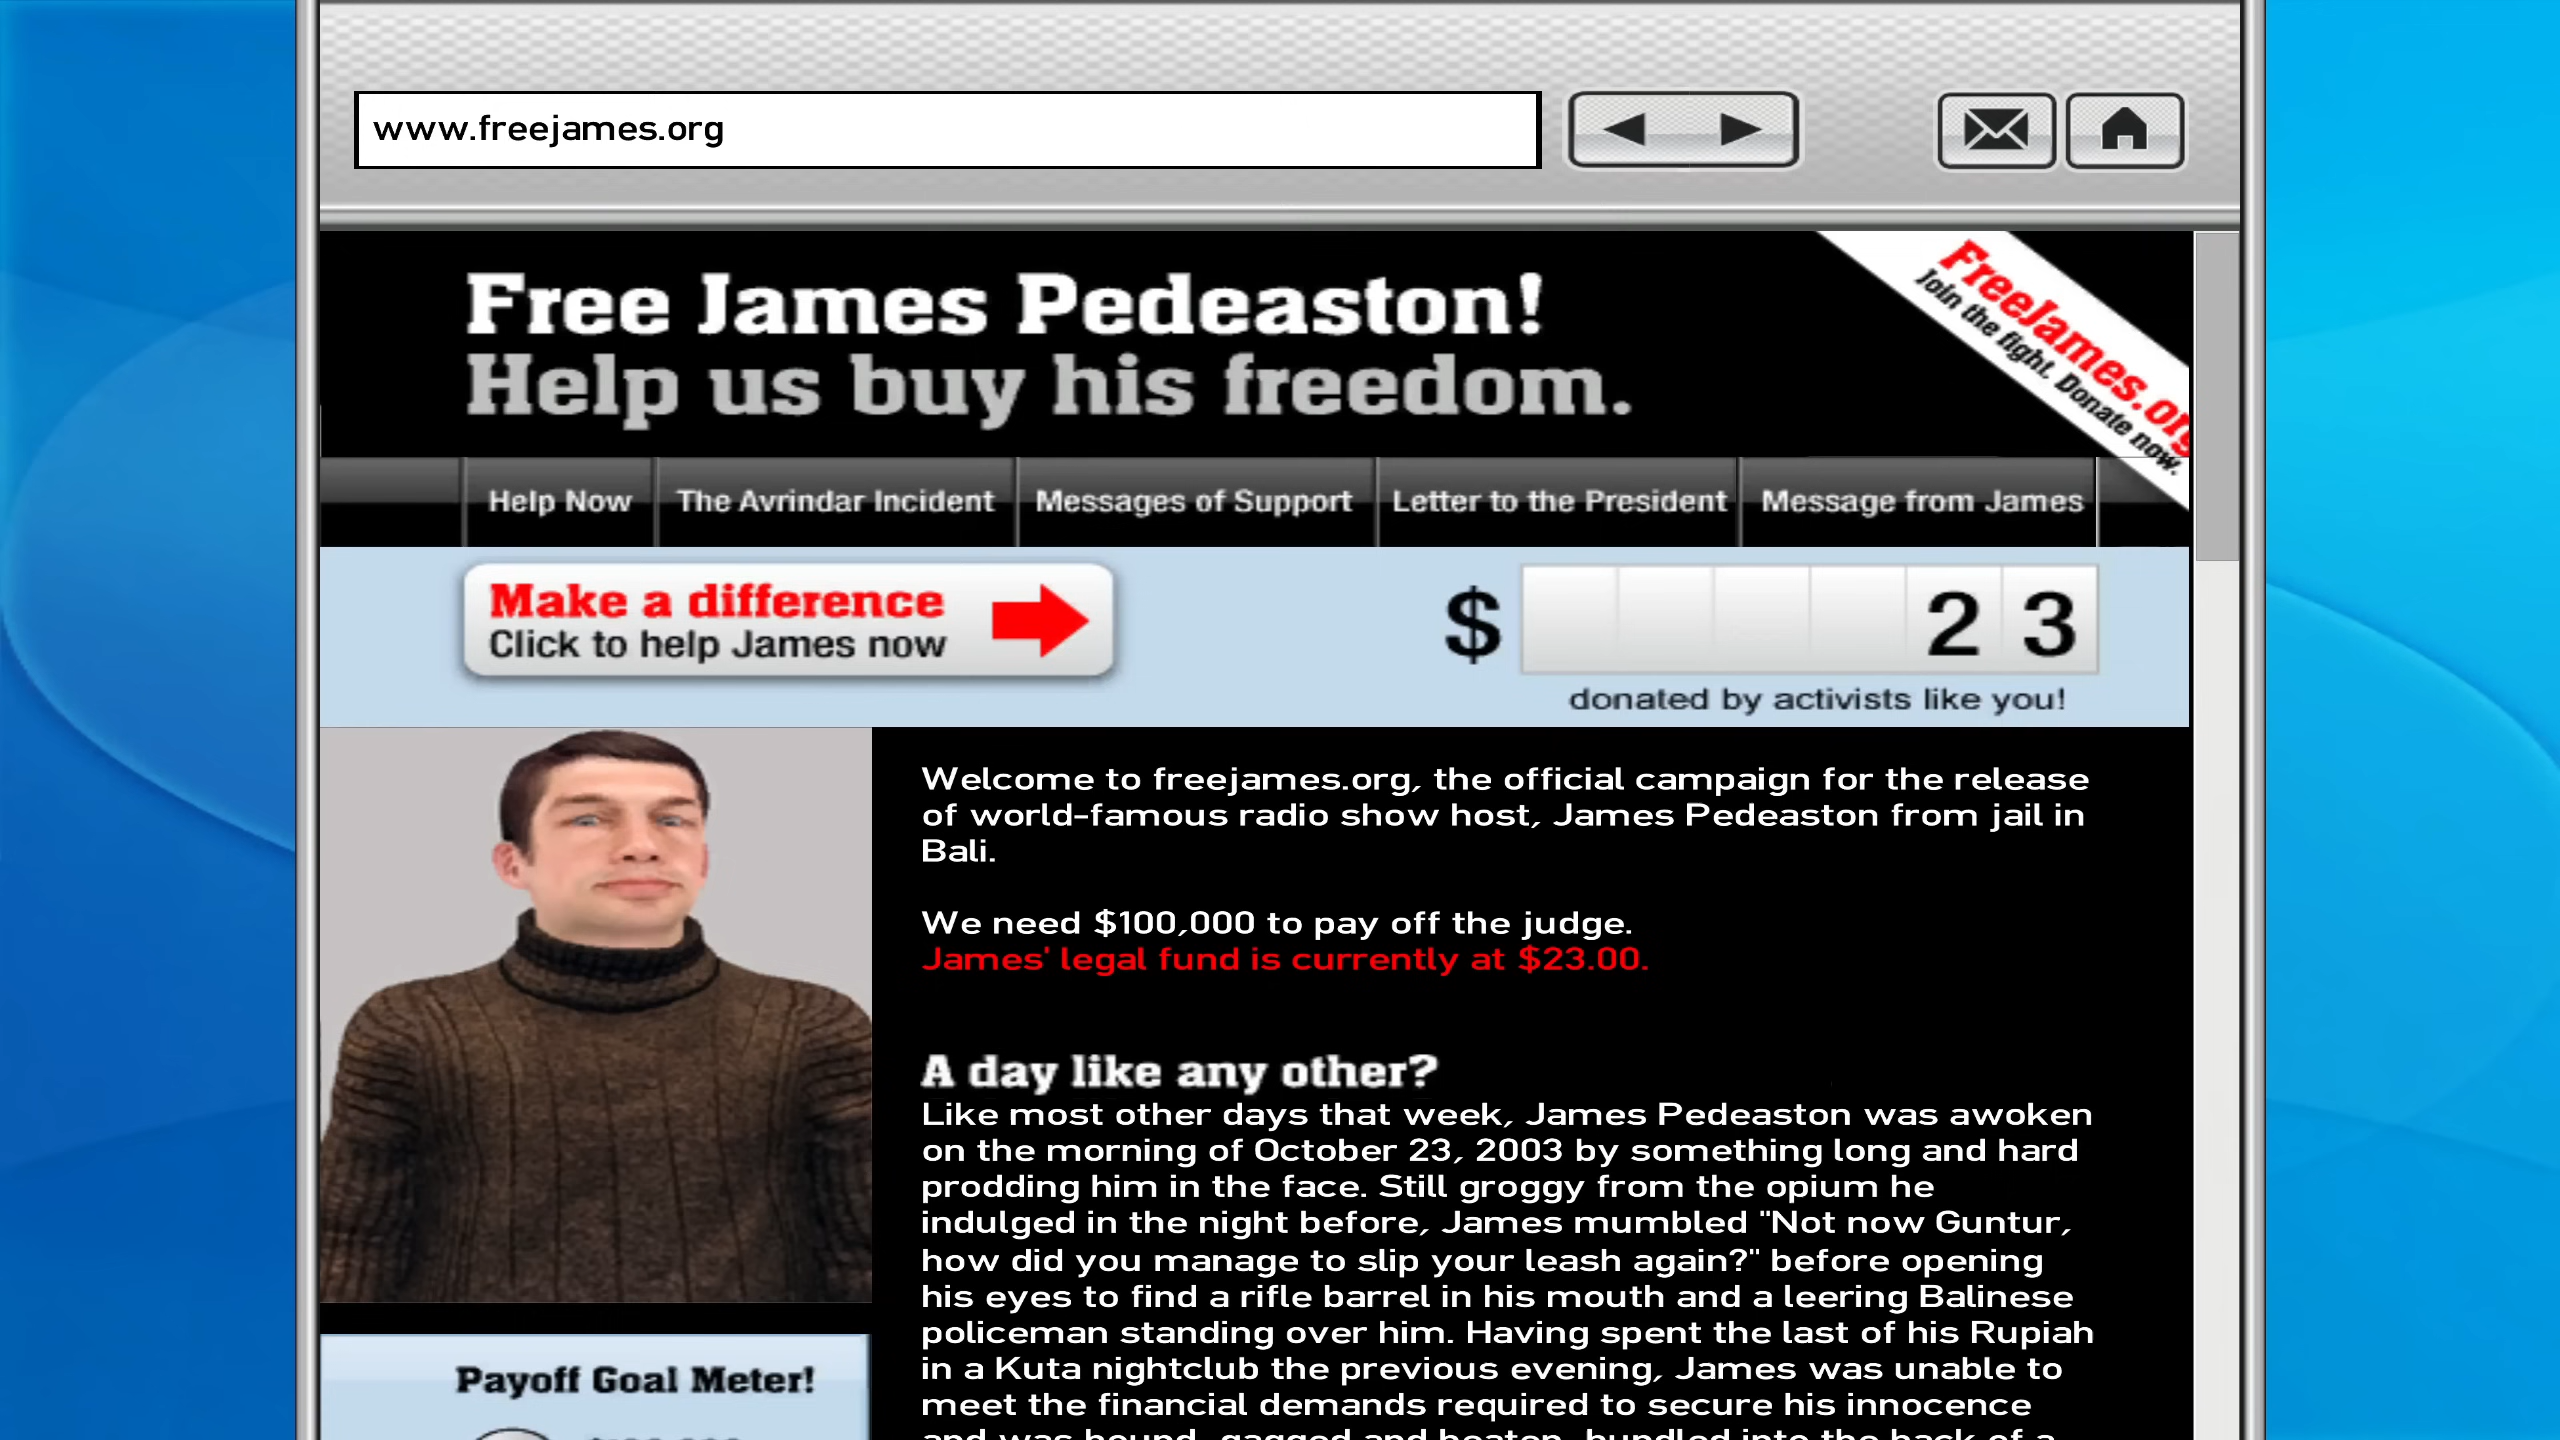 www.freejames.org
Free James Pedeaston!
Help us buy his freedom.
FreeJames.org
Join the fight. Donate now.
Help Now
The Avrindar Incident
Messages of Support
Letter to the President
Message from James
Make a difference
Click to help James now
$ 23
donated by activists like you!
Welcome to freejames.org, the official campaign for the release
of world-famous radio show host, James Pedeaston from jail in
Bali.
We need $100,000 to pay off the judge.
James' legal fund is currently at $23.00.
A day like any other?
Like most other days that week, James Pedeaston was awoken
on the morning of October 23, 2003 by something long and hard
prodding him in the face. Still groggy from the opium he
indulged in the night before, James mumbled "Not now Guntur,
how did you manage to slip your leash again?" before opening
his eyes to find a rifle barrel in his mouth and a leering Balinese
policeman standing over him. Having spent the last of his Rupiah
in a Kuta nightclub the previous evening, James was unable to
meet the financial demands required to secure his innocence
and was bound, gagged and beaten, bundled into the back of a
Payoff Goal Meter!